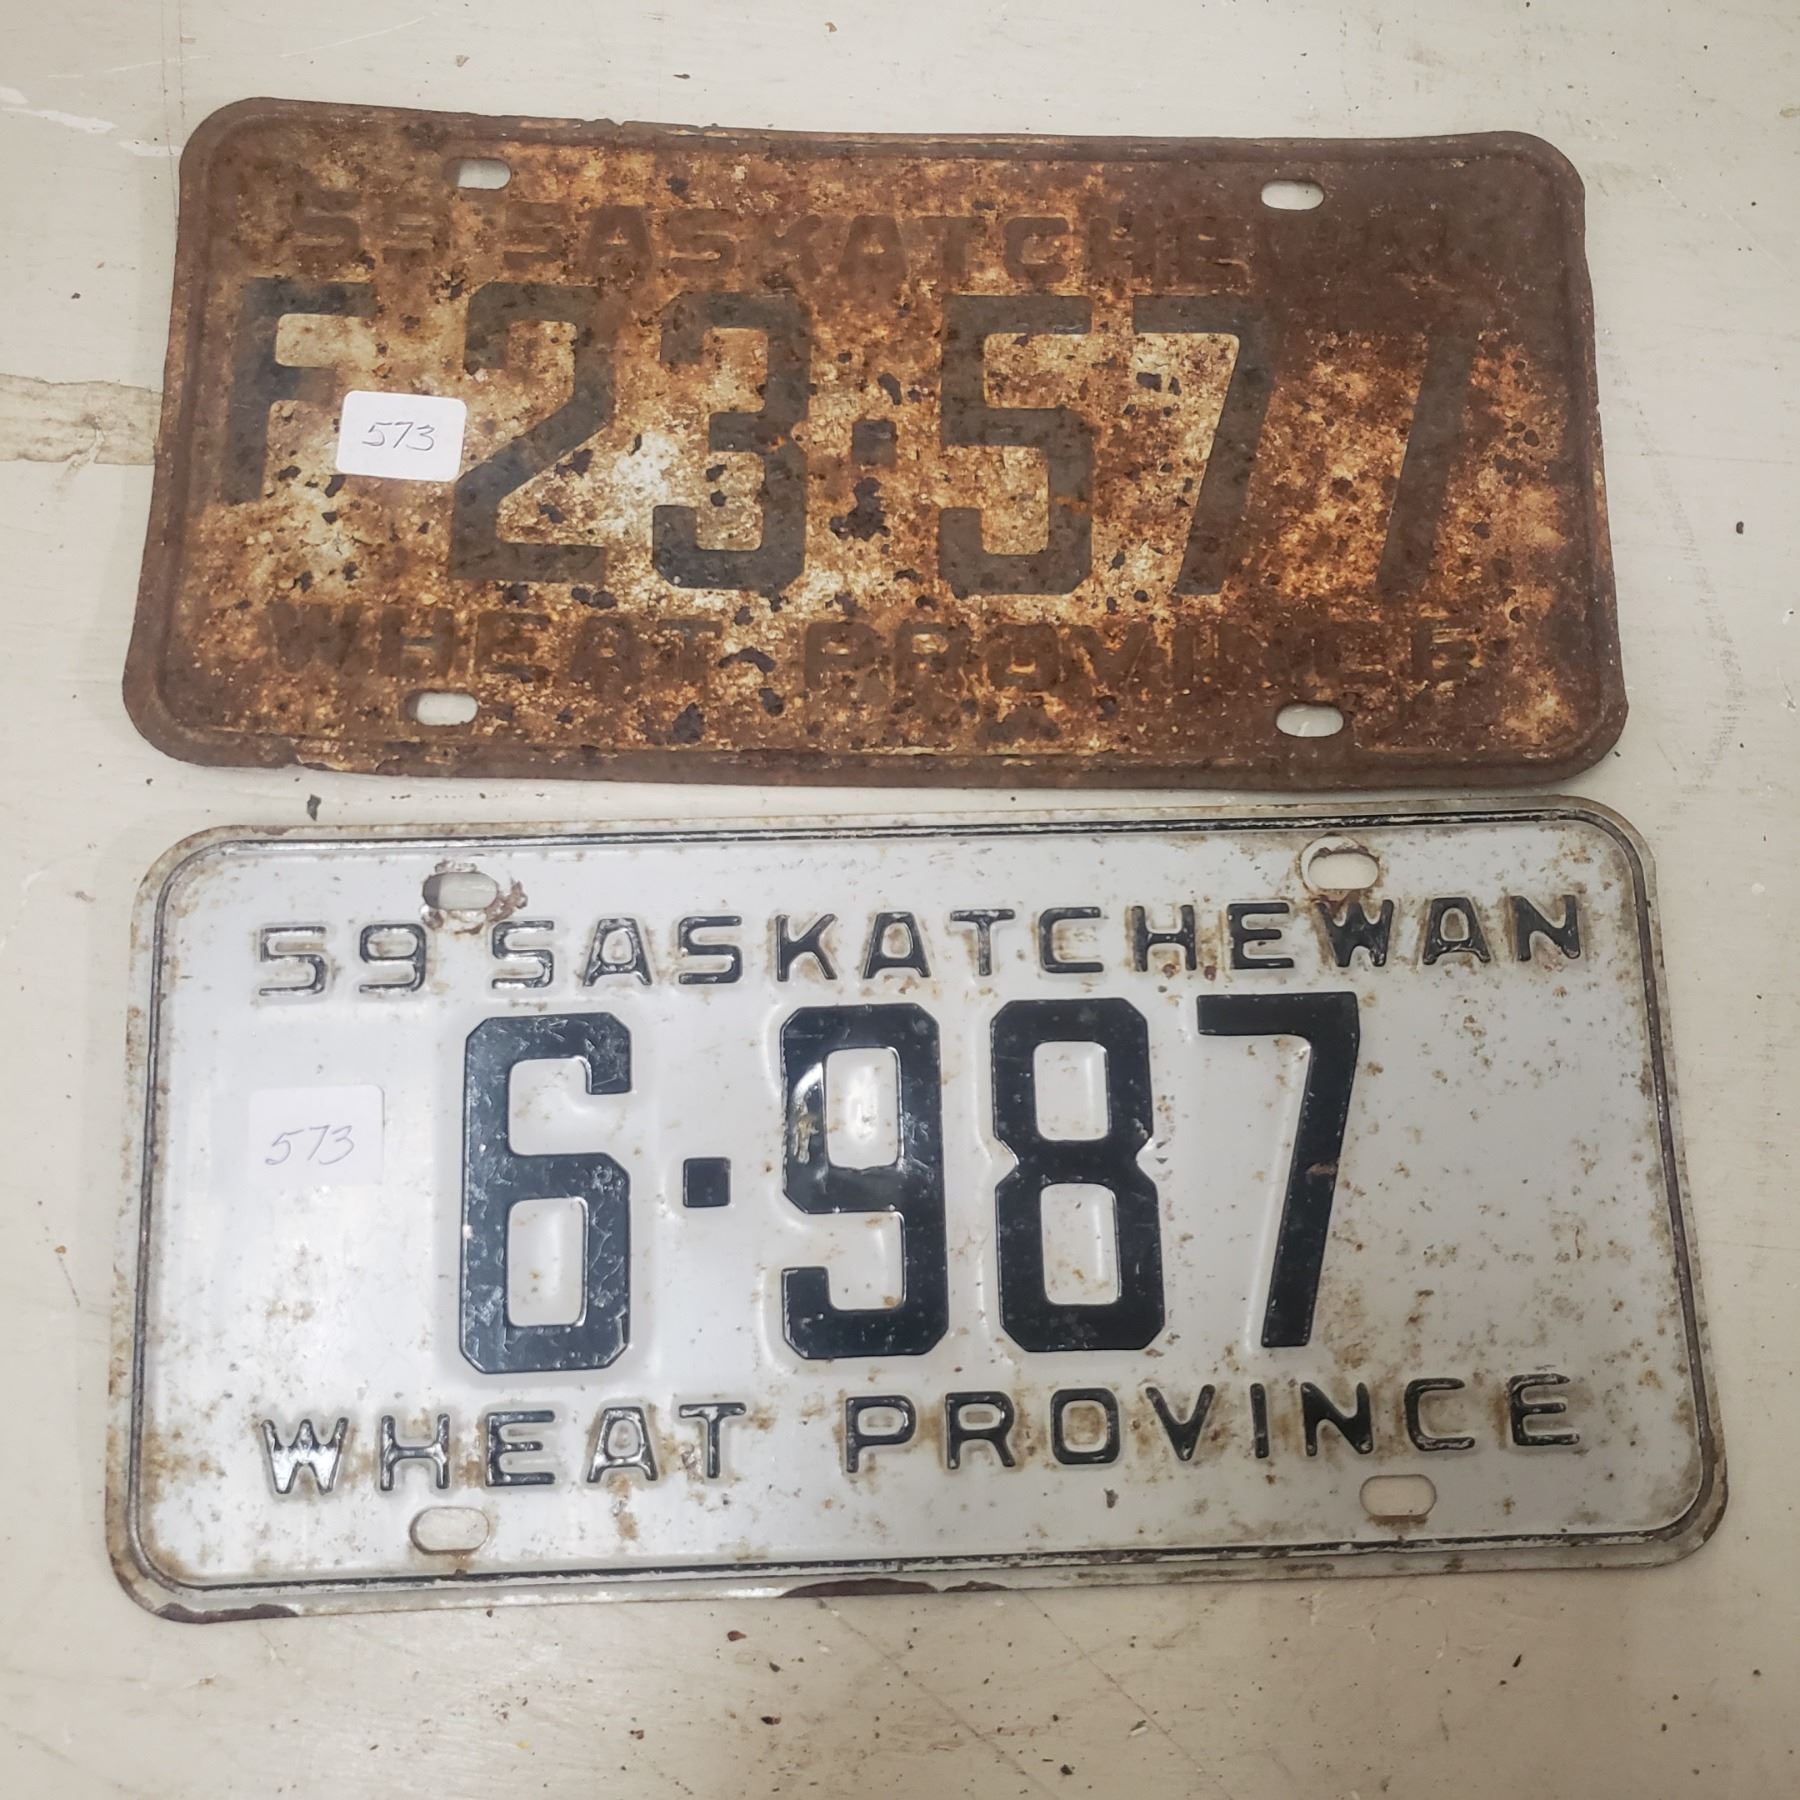 59 SASKATCHEWAN
F23·577
573
WHEAT PROVINCE
59 SASKATCHEWAN
6·987
573
WHEAT PROVINCE